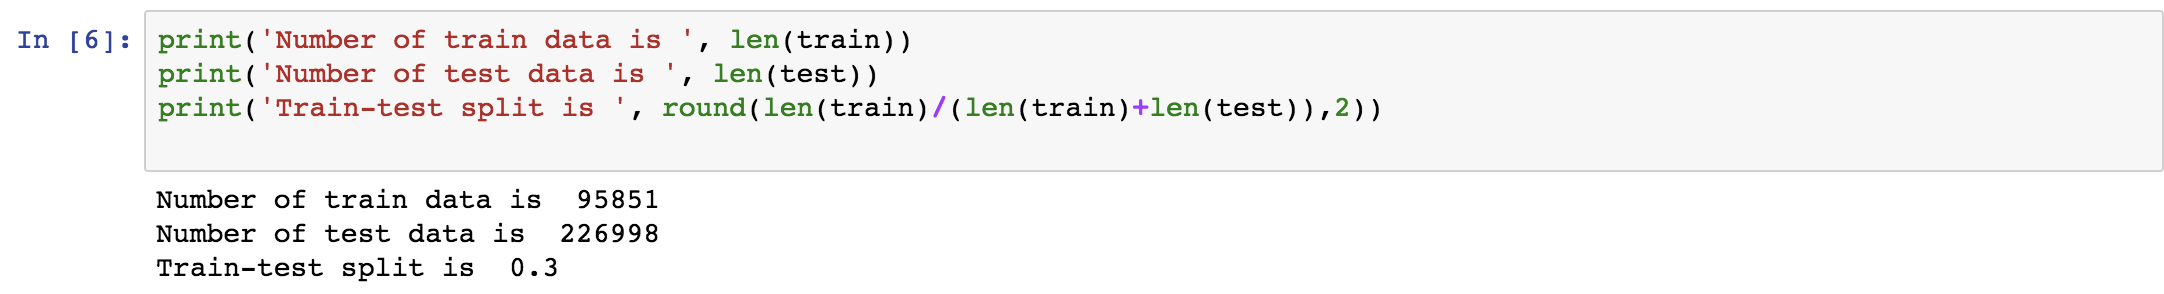 In [6]: print('Number of train data is ', len(train))
print('Number of test data is ', len(test))
print('Train-test split is ', round(len(train)/(len(train)+len(test)),2))
Number of train data is  95851
Number of test data is  226998
Train-test split is  0.3